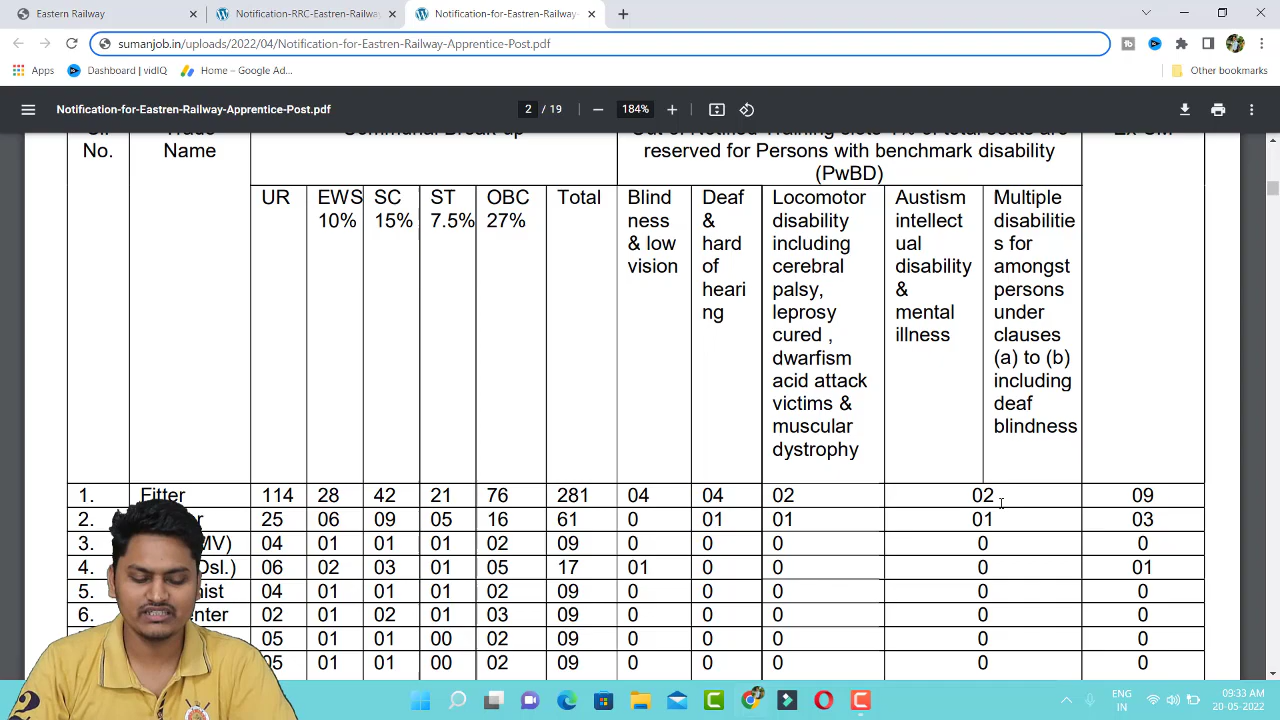 Eastern Railway
Notification-RRC-Eastren-Railway
Notification-for-Eastren-Railway-
sumanjob.in/uploads/2022/04/Notification-for-Eastren-Railway-Apprentice-Post.pdf
Apps
Dashboard | vidIQ
Home – Google Ad...
Other bookmarks
Notification-for-Eastren-Railway-Apprentice-Post.pdf
2 / 19
184%
No.
Name
reserved for Persons with benchmark disability
(PwBD)
UR EWS SC ST OBC Total Blind Deaf Locomotor Austism Multiple
10% 15% 7.5% 27% ness & disability intellect disabilitie
& low hard including ual s for
vision of cerebral disability amongst
heari palsy, & persons
ng leprosy mental under
cured , illness clauses
dwarfism (a) to (b)
acid attack including
victims & deaf
muscular blindness
dystrophy
1. Fitter 114 28 42 21 76 281 04 04 02 02 09
2. 25 06 09 05 16 61 0 01 01 01 03
3. MV) 04 01 01 01 02 09 0 0 0 0 0
4. Dsl.) 06 02 03 01 05 17 01 0 0 0 01
5. nist 04 01 01 01 02 09 0 0 0 0 0
6. enter 02 01 02 01 03 09 0 0 0 0 0
05 01 01 00 02 09 0 0 0 0 0
05 01 01 00 02 09 0 0 0 0 0
ENG
IN
09:33 AM
20-05-2022